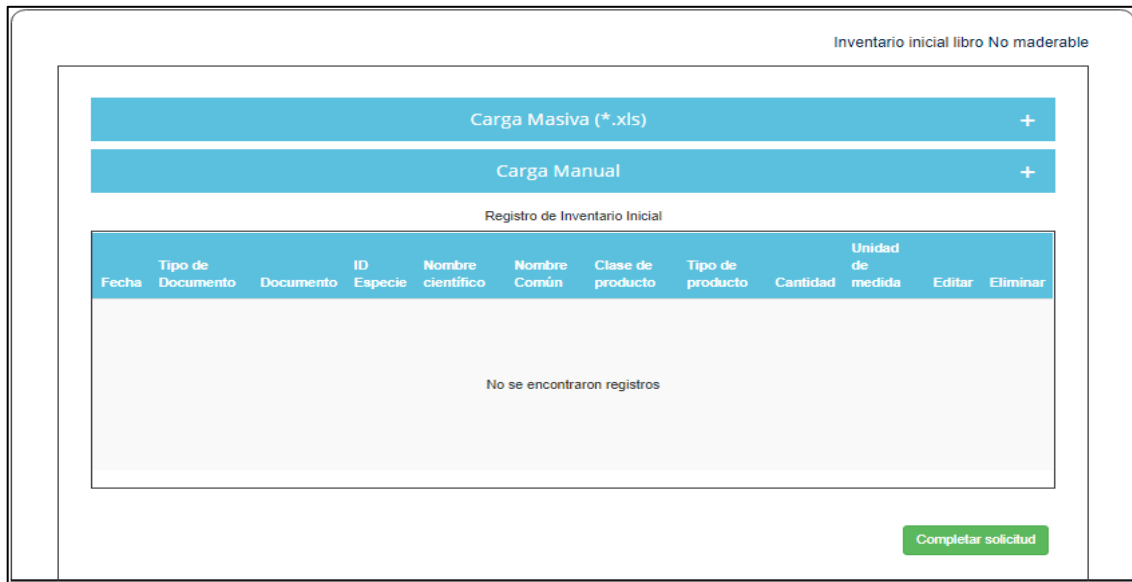 Inventario inicial libro No maderable
Carga Masiva (*.xls) +
Carga Manual +
Registro de Inventario Inicial
Fecha Tipo de Documento Documento ID Especie Nombre científico Nombre Común Clase de producto Tipo de producto Cantidad Unidad de medida Editar Eliminar
No se encontraron registros
Completar solicitud